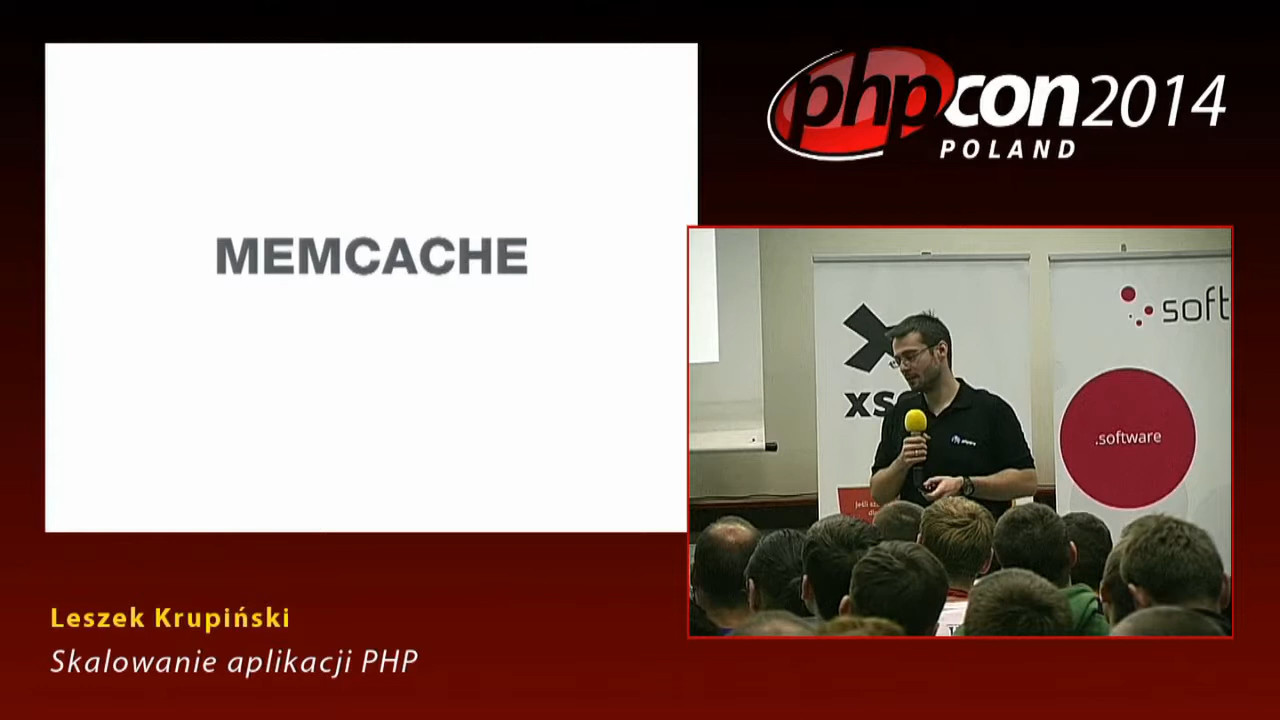 MEMCACHE
phpcon2014
POLAND
soft
xs
.software
Leszek Krupiński
Skalowanie aplikacji PHP